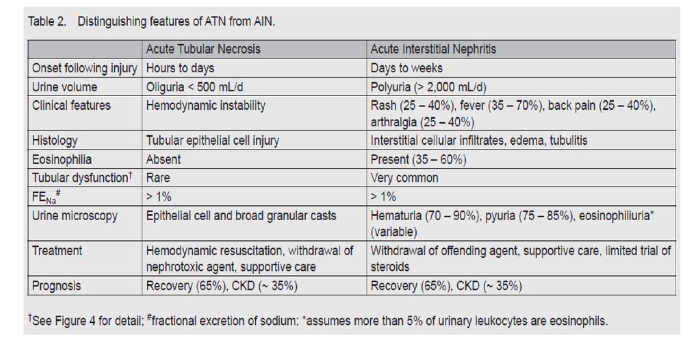 Table 2. Distinguishing features of ATN from AIN.
Acute Tubular Necrosis Acute Interstitial Nephritis
Onset following injury Hours to days Days to weeks
Urine volume Oliguria < 500 mL/d Polyuria (> 2,000 mL/d)
Clinical features Hemodynamic instability Rash (25 – 40%), fever (35 – 70%), back pain (25 – 40%),
arthralgia (25 – 40%)
Histology Tubular epithelial cell injury Interstitial cellular infiltrates, edema, tubulitis
Eosinophilia Absent Present (35 – 60%)
Tubular dysfunction† Rare Very common
FENa# > 1% > 1%
Urine microscopy Epithelial cell and broad granular casts Hematuria (70 – 90%), pyuria (75 – 85%), eosinophiliuria*
(variable)
Treatment Hemodynamic resuscitation, withdrawal of Withdrawal of offending agent, supportive care, limited trial of
nephrotoxic agent, supportive care steroids
Prognosis Recovery (65%), CKD (~ 35%) Recovery (65%), CKD (~ 35%)
†See Figure 4 for detail; #fractional excretion of sodium; *assumes more than 5% of urinary leukocytes are eosinophils.